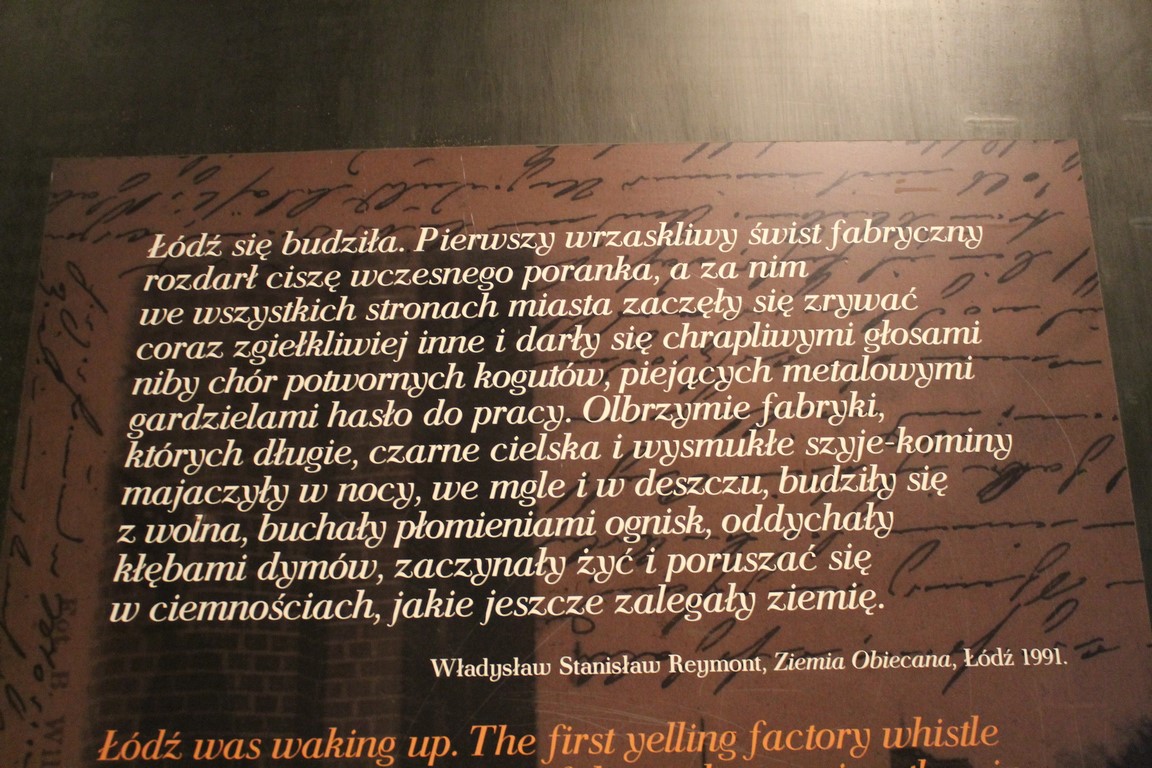 Łódź się budziła. Pierwszy wrzaskliwy świst fabryczny
rozdarł ciszę wczesnego poranka, a za nim
we wszystkich stronach miasta zaczęły się zrywać
coraz zgiełkliwiej inne i darły się chrapliwymi głosami
niby chór potwornych kogutów, piejących metalowymi
gardzielami hasło do pracy. Olbrzymie fabryki,
których długie, czarne cielska i wysmukłe szyje-kominy
majaczyły w nocy, we mgle i w deszczu, budziły się
z wolna, buchały płomieniami ognisk, oddychały
kłębami dymów, zaczynały żyć i poruszać się
w ciemnościach, jakie jeszcze zalegały ziemię.
Władysław Stanisław Reymont, Ziemia Obiecana, Łódź 1991.
Łódź was waking up. The first yelling factory whistle